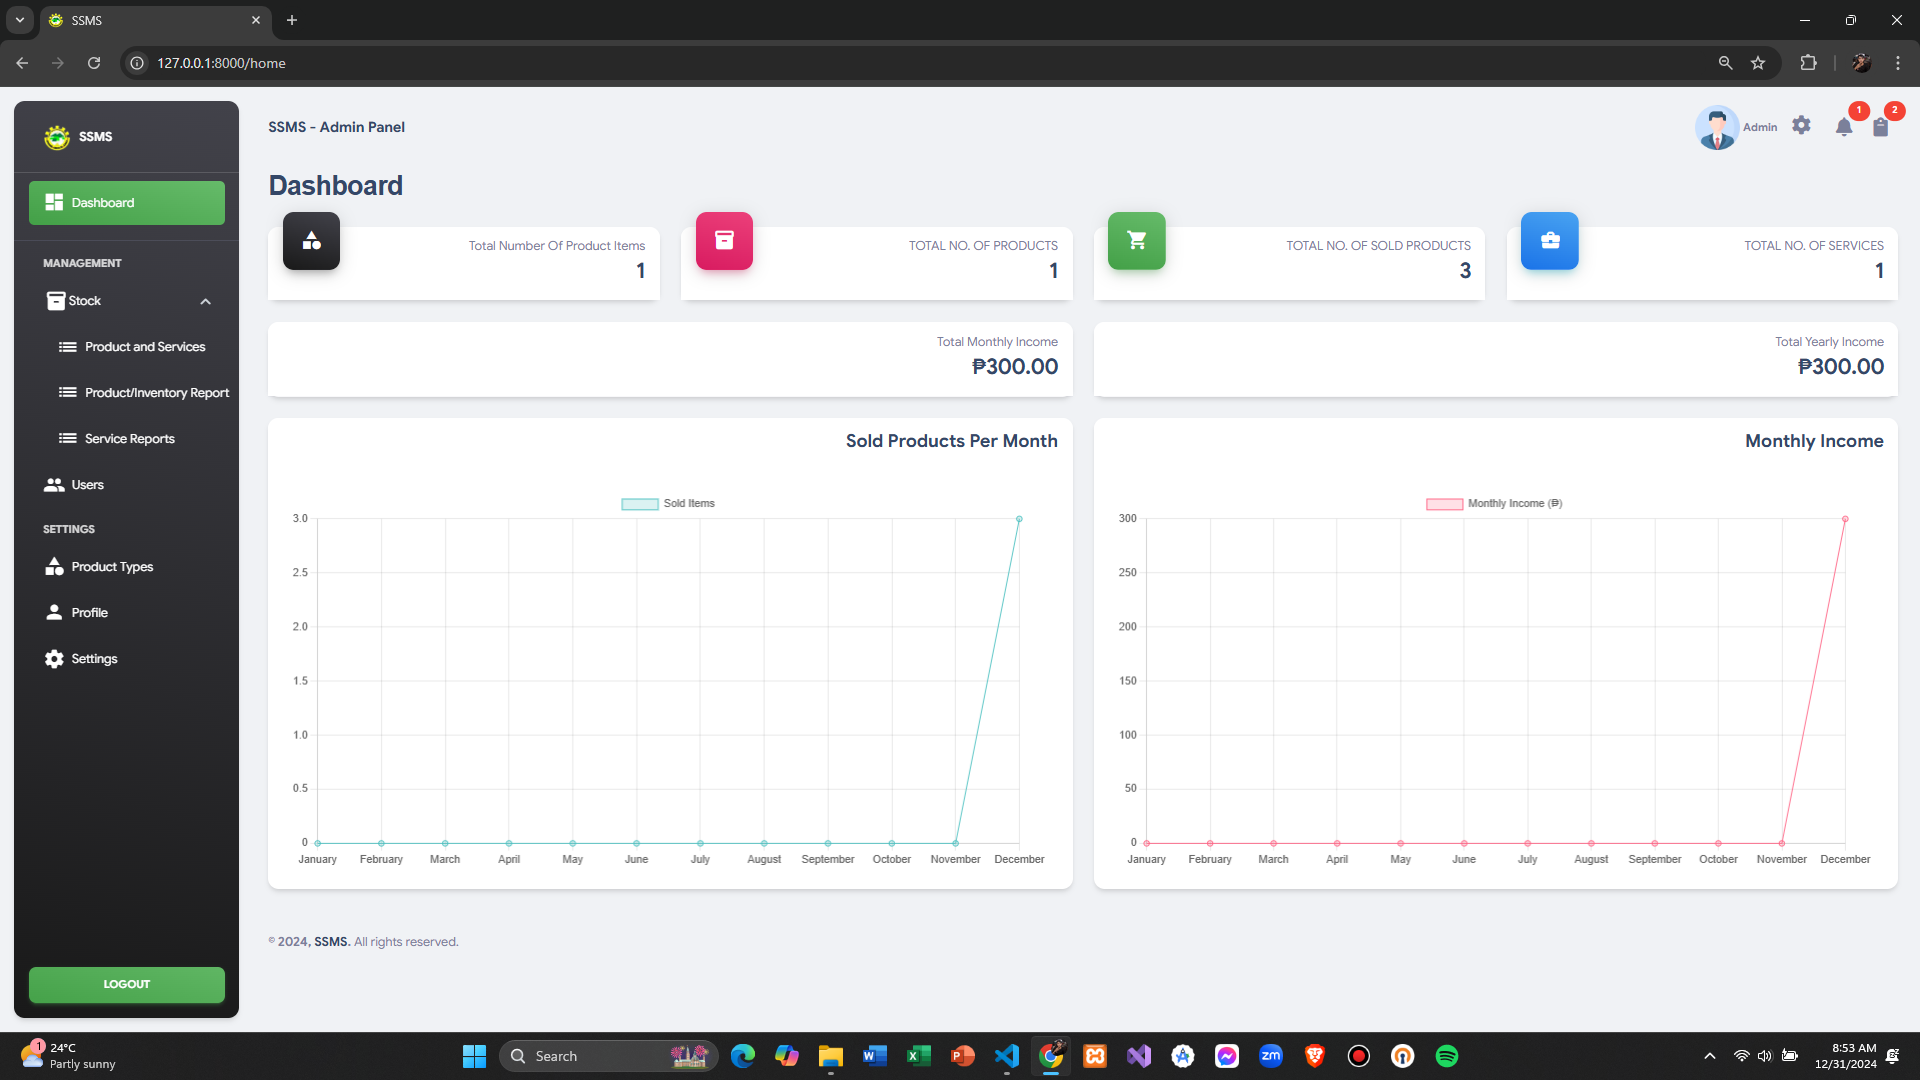 SSMS
127.0.0.1:8000/home
SSMS
SSMS - Admin Panel
Admin
1
2
Dashboard
MANAGEMENT
Stock
Product and Services
Product/Inventory Report
Service Reports
Users
SETTINGS
Product Types
Profile
Settings
LOGOUT
Dashboard
Total Number Of Product Items
1
TOTAL NO. OF PRODUCTS
1
TOTAL NO. OF SOLD PRODUCTS
3
TOTAL NO. OF SERVICES
1
Total Monthly Income
₱300.00
Total Yearly Income
₱300.00
Sold Products Per Month
Sold Items
3.0
2.5
2.0
1.5
1.0
0.5
0
January February March April May June July August September October November December
Monthly Income
Monthly Income (₱)
300
250
200
150
100
50
0
January February March April May June July August September October November December
© 2024, SSMS. All rights reserved.
1
24°C
Partly sunny
Search
zm
8:53 AM
12/31/2024